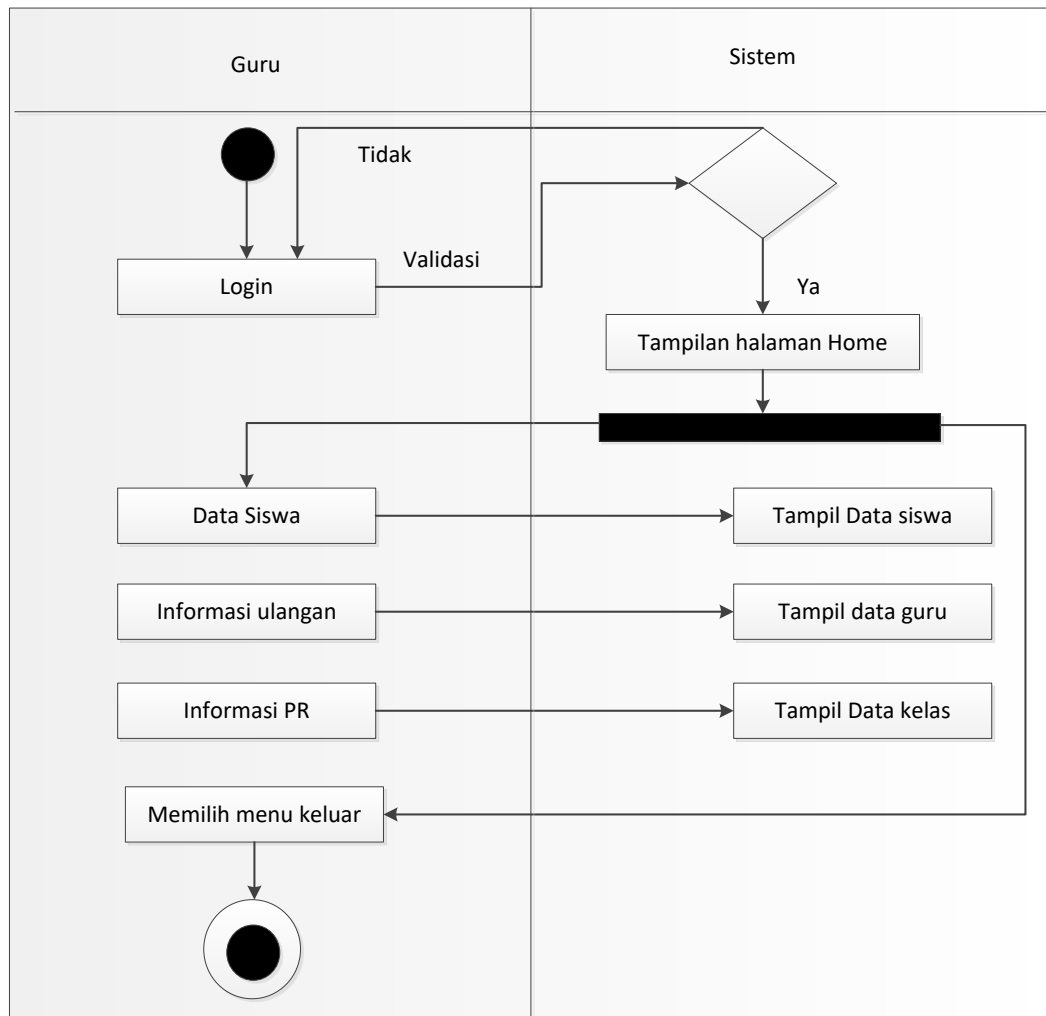 Guru
Sistem
Tidak
Validasi
Login
Ya
Tampilan halaman Home
Data Siswa
Tampil Data siswa
Informasi ulangan
Tampil data guru
Informasi PR
Tampil Data kelas
Memilih menu keluar